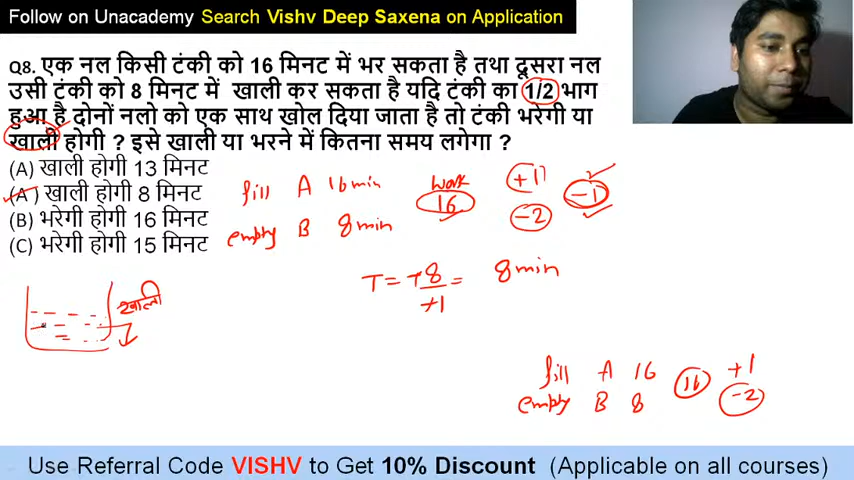 Follow on Unacademy Search Vishv Deep Saxena on Application
Q8. एक नल किसी टंकी को 16 मिनट में भर सकता है तथा दूसरा नल
उसी टंकी को 8 मिनट में खाली कर सकता है यदि टंकी का 1/2 भाग
हुआ है दोनों नलो को एक साथ खोल दिया जाता है तो टंकी भरेगी या
खाली होगी ? इसे खाली या भरने में कितना समय लगेगा ?
(A) खाली होगी 13 मिनट
(A ) खाली होगी 8 मिनट
(B) भरेगी होगी 16 मिनट
(C) भरेगी होगी 15 मिनट
fill A 16 min work 16 +1 -1
empty B 8 min -2
खाली
T = +8/+1 = 8 min
fill A 16 16 +1
empty B 8 -2
Use Referral Code VISHV to Get 10% Discount (Applicable on all courses)